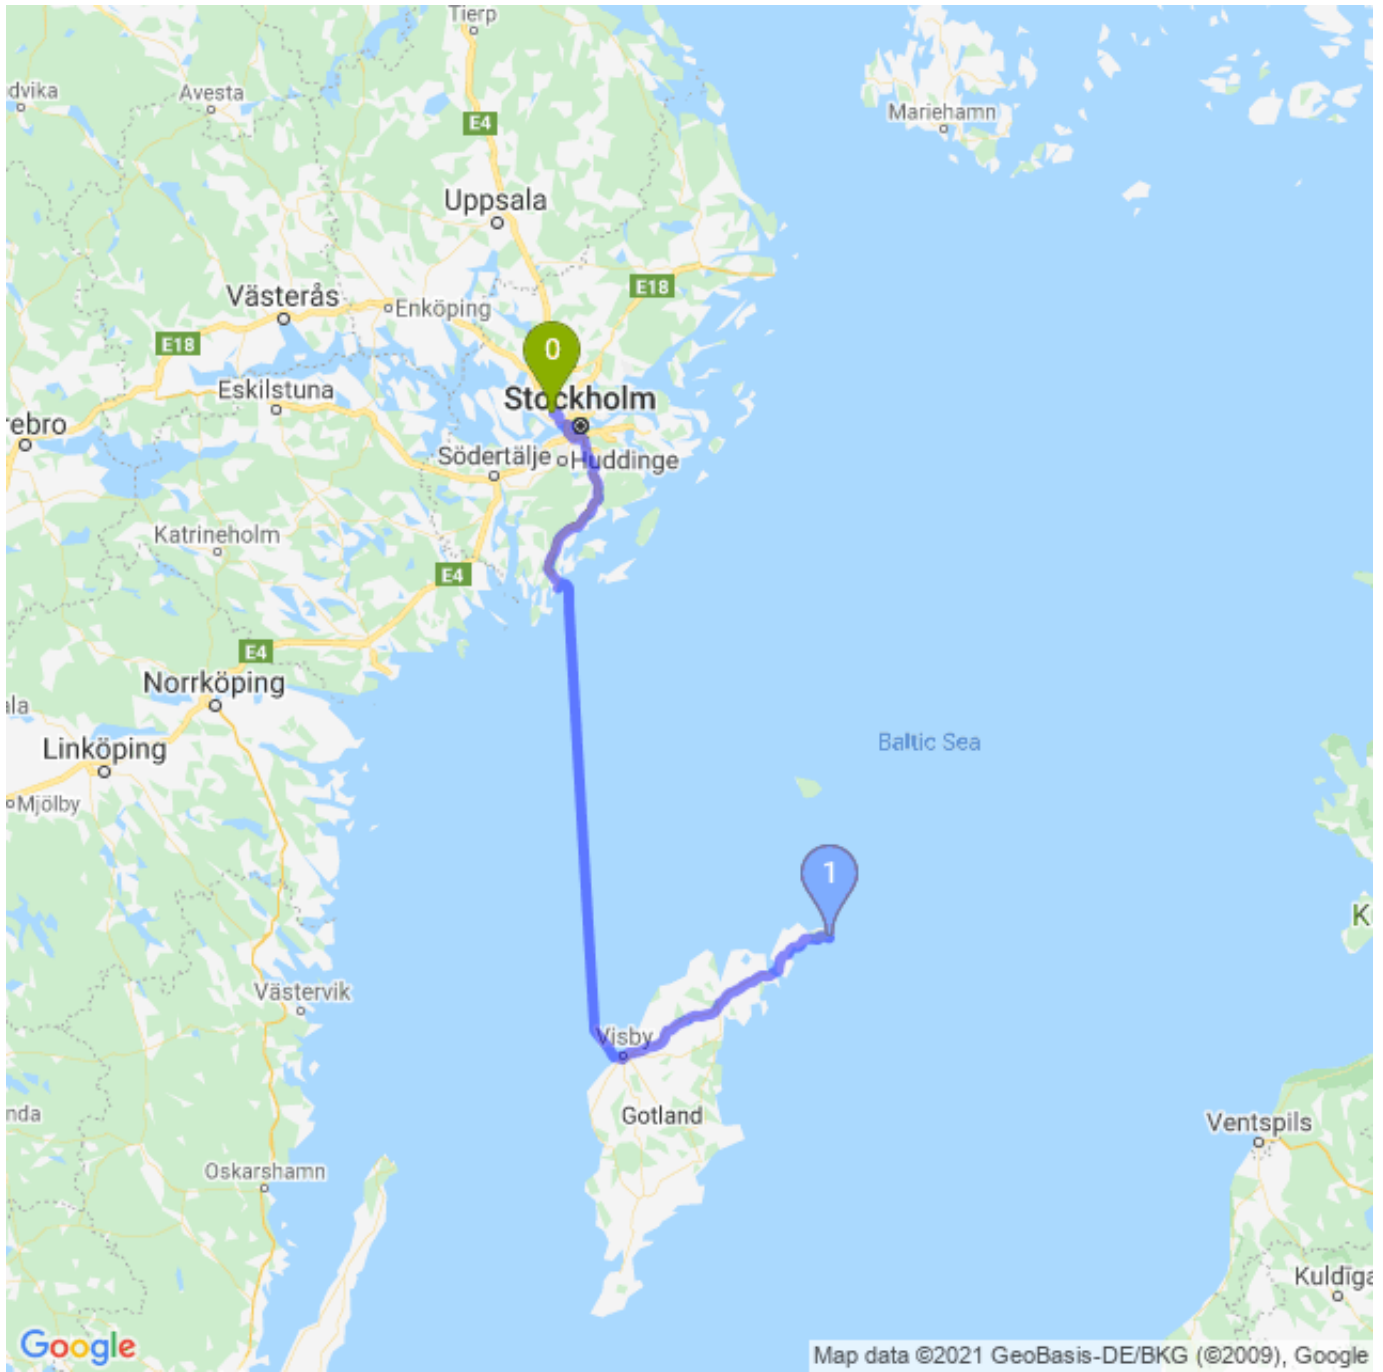 Tierp
dvika
Avesta
Mariehamn
E4
Uppsala
E18
Västerås
Enköping
E18
0
Eskilstuna
Stockholm
rebro
Södertälje
Huddinge
Katrineholm
E4
E4
Norrköping
ala
Linköping
Baltic Sea
Mjölby
1
Västervik
Visby
nda
Gotland
Ventspils
Oskarshamn
Kuldīga
Google
Map data ©2021 GeoBasis-DE/BKG (©2009), Google